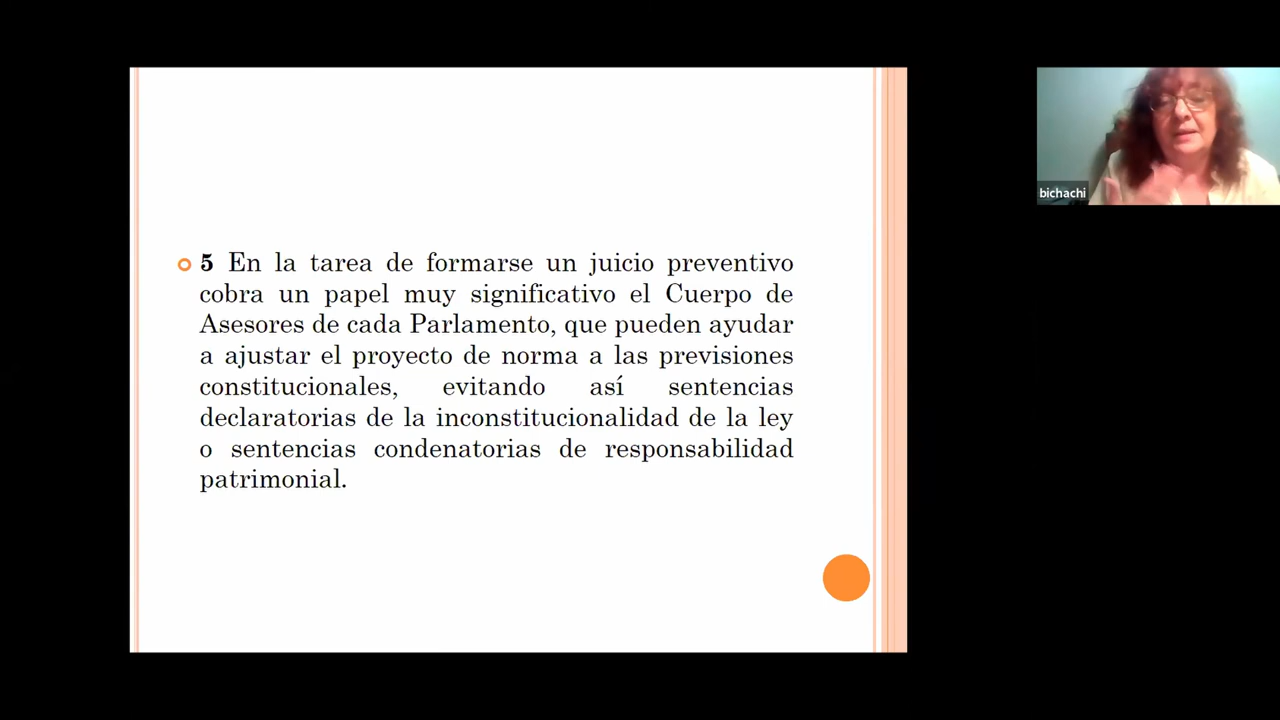 5 En la tarea de formarse un juicio preventivo
cobra un papel muy significativo el Cuerpo de
Asesores de cada Parlamento, que pueden ayudar
a ajustar el proyecto de norma a las previsiones
constitucionales, evitando así sentencias
declaratorias de la inconstitucionalidad de la ley
o sentencias condenatorias de responsabilidad
patrimonial.
bichachi